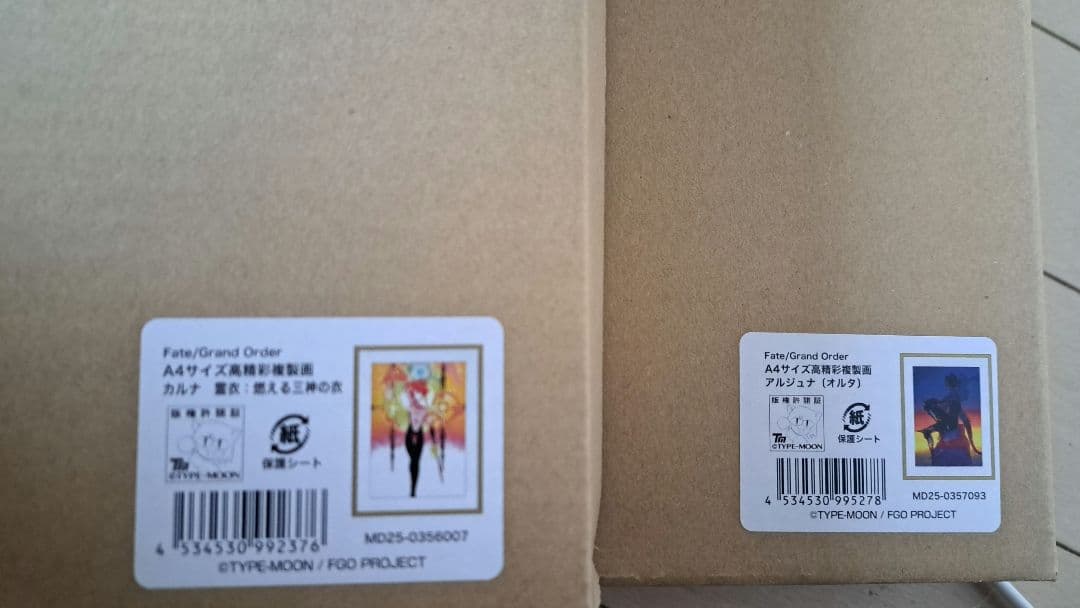 Fate/Grand Order
A4サイズ高精彩複製画
カルナ 霊衣：燃える三神の衣
版権許諾証
TM
©TYPE-MOON
紙
保護シート
4 534530 992376
MD25-0356007
©TYPE-MOON / FGO PROJECT
Fate/Grand Order
A4サイズ高精彩複製画
アルジュナ〔オルタ〕
版権許諾証
TM
©TYPE-MOON
紙
保護シート
4 534530 995278
MD25-0357093
©TYPE-MOON / FGO PROJECT